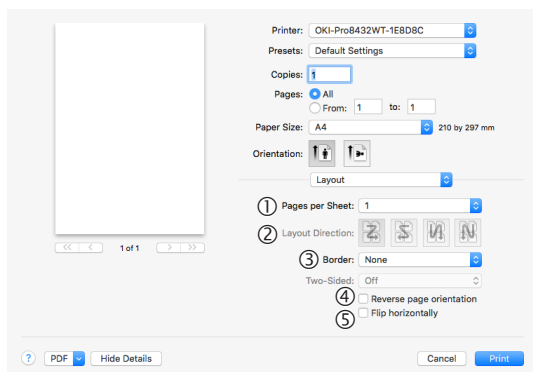 Printer: OKI-Pro8432WT-1E8D8C
Presets: Default Settings
Copies: 1
Pages: All
From: 1 to: 1
Paper Size: A4 210 by 297 mm
Orientation:
Layout
① Pages per Sheet: 1
② Layout Direction:
<< < 1 of 1 > >>
③ Border: None
Two-Sided: Off
④ Reverse page orientation
⑤ Flip horizontally
? PDF Hide Details Cancel Print